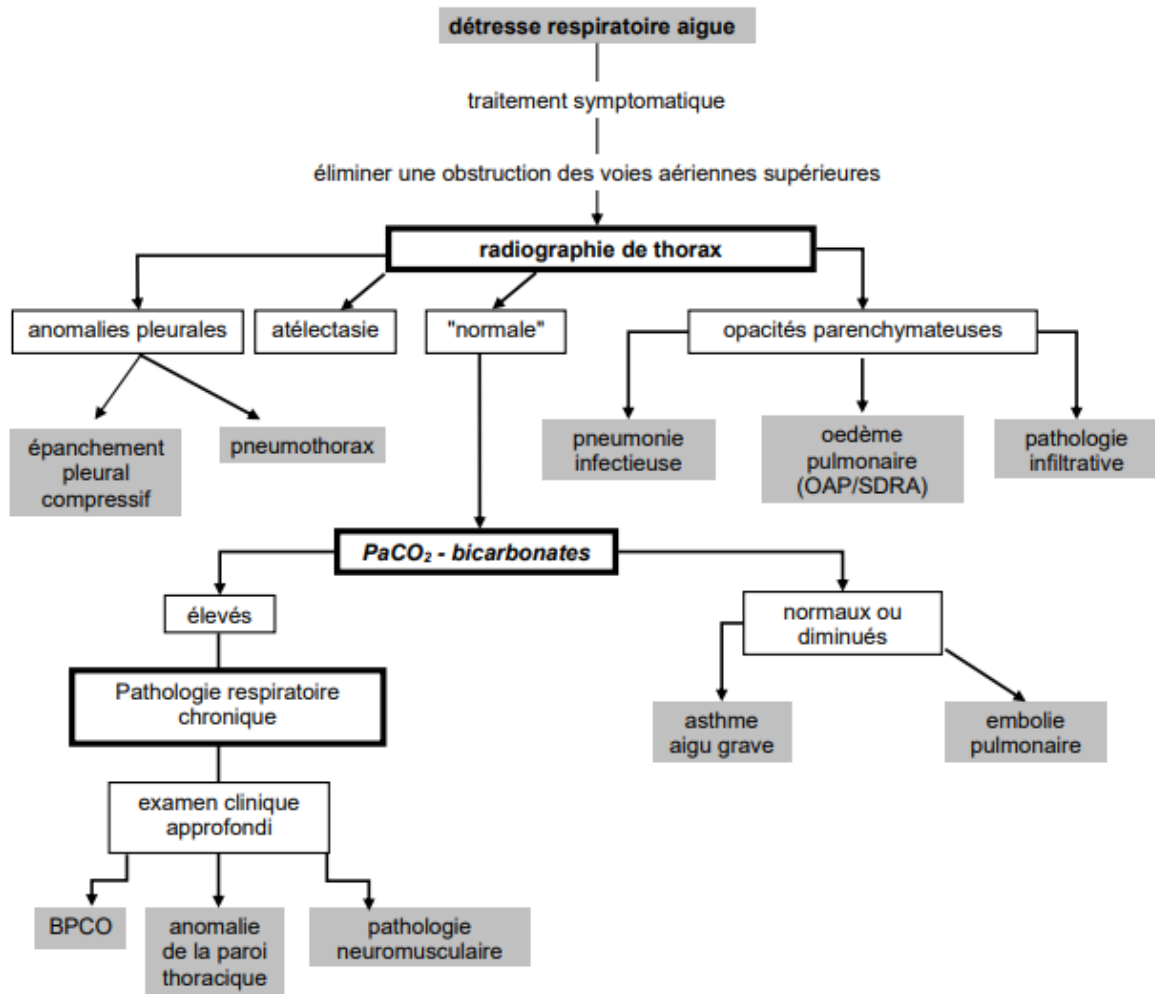 détresse respiratoire aigue
traitement symptomatique
éliminer une obstruction des voies aériennes supérieures
radiographie de thorax
anomalies pleurales
atélectasie
"normale"
opacités parenchymateuses
épanchement
pleural
compressif
pneumothorax
pneumonie
infectieuse
oedème
pulmonaire
(OAP/SDRA)
pathologie
infiltrative
PaCO₂ - bicarbonates
élevés
normaux ou
diminués
Pathologie respiratoire
chronique
asthme
aigu grave
embolie
pulmonaire
examen clinique
approfondi
BPCO
anomalie
de la paroi
thoracique
pathologie
neuromusculaire